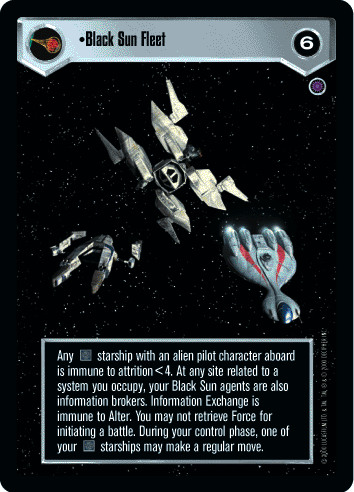 •Black Sun Fleet
6
Any starship with an alien pilot character aboard
is immune to attrition < 4. At any site related to a
system you occupy, your Black Sun agents are also
information brokers. Information Exchange is
immune to Alter. You may not retrieve Force for
initiating a battle. During your control phase, one of
your starships may make a regular move.